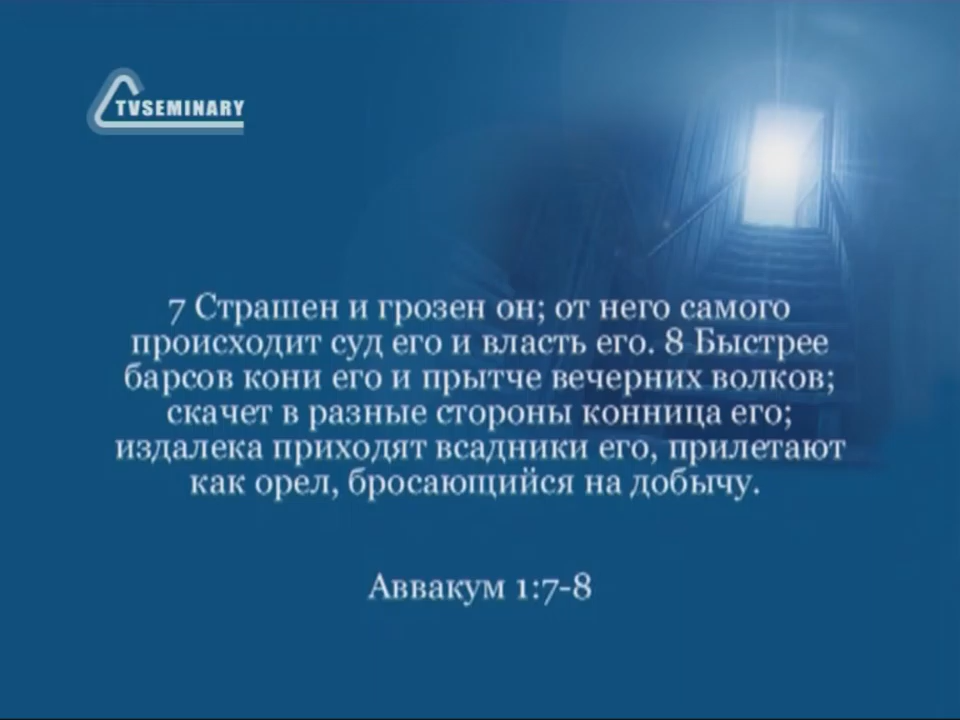 TVSEMINARY
7 Страшен и грозен он; от него самого
происходит суд его и власть его. 8 Быстрее
барсов кони его и прытче вечерних волков;
скачет в разные стороны конница его;
издалека приходят всадники его, прилетают
как орел, бросающийся на добычу.
Аввакум 1:7-8